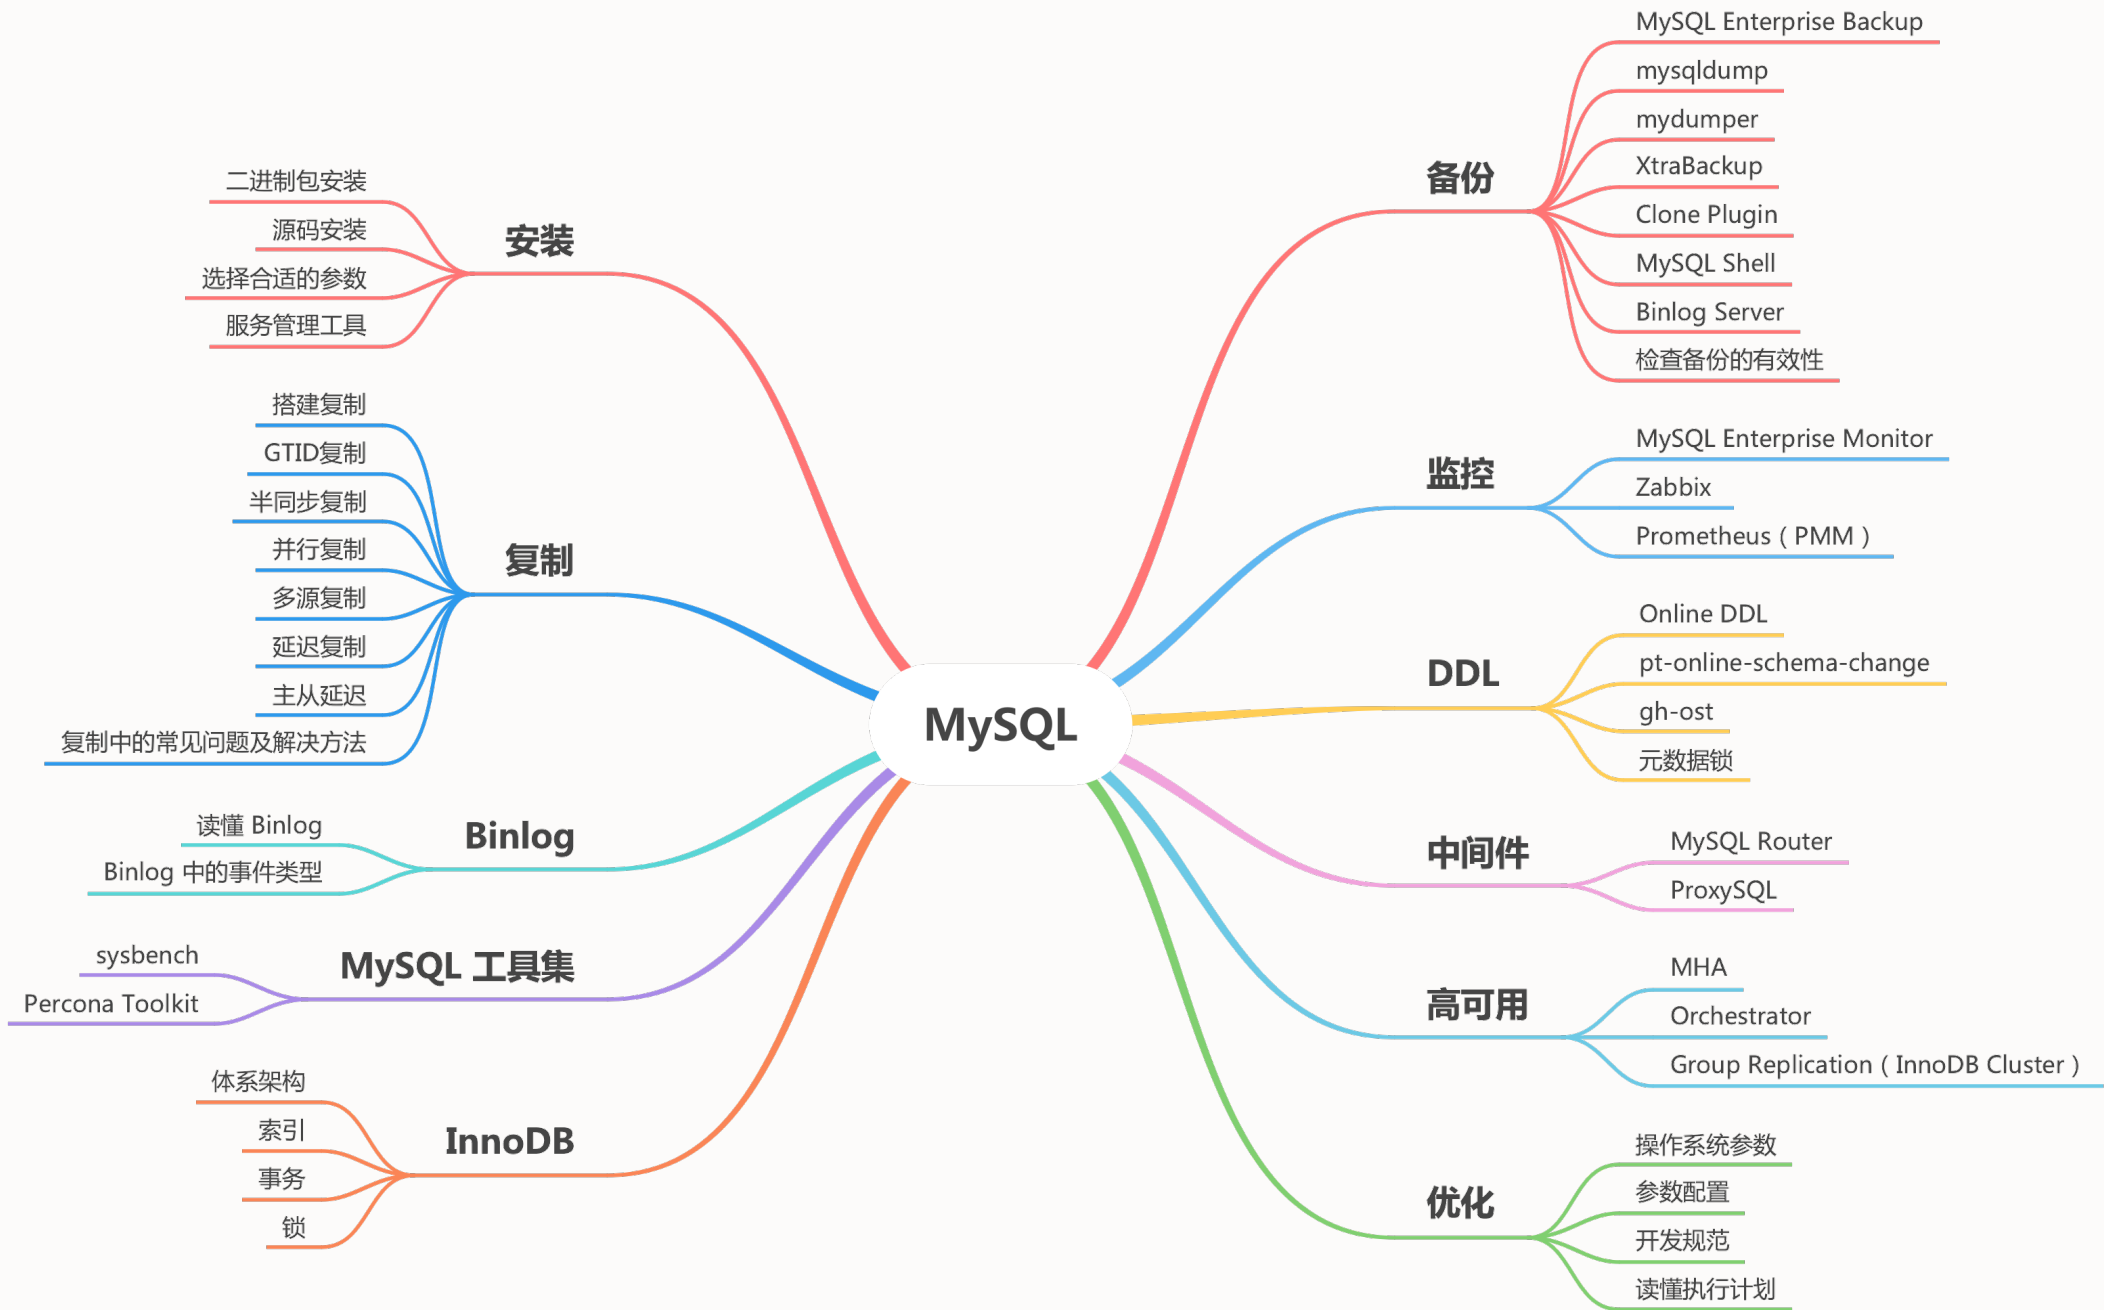 MySQL
安装
二进制包安装
源码安装
选择合适的参数
服务管理工具
复制
搭建复制
GTID复制
半同步复制
并行复制
多源复制
延迟复制
主从延迟
复制中的常见问题及解决方法
Binlog
读懂 Binlog
Binlog 中的事件类型
MySQL 工具集
sysbench
Percona Toolkit
InnoDB
体系架构
索引
事务
锁
备份
MySQL Enterprise Backup
mysqldump
mydumper
XtraBackup
Clone Plugin
MySQL Shell
Binlog Server
检查备份的有效性
监控
MySQL Enterprise Monitor
Zabbix
Prometheus ( PMM )
DDL
Online DDL
pt-online-schema-change
gh-ost
元数据锁
中间件
MySQL Router
ProxySQL
高可用
MHA
Orchestrator
Group Replication ( InnoDB Cluster )
优化
操作系统参数
参数配置
开发规范
读懂执行计划